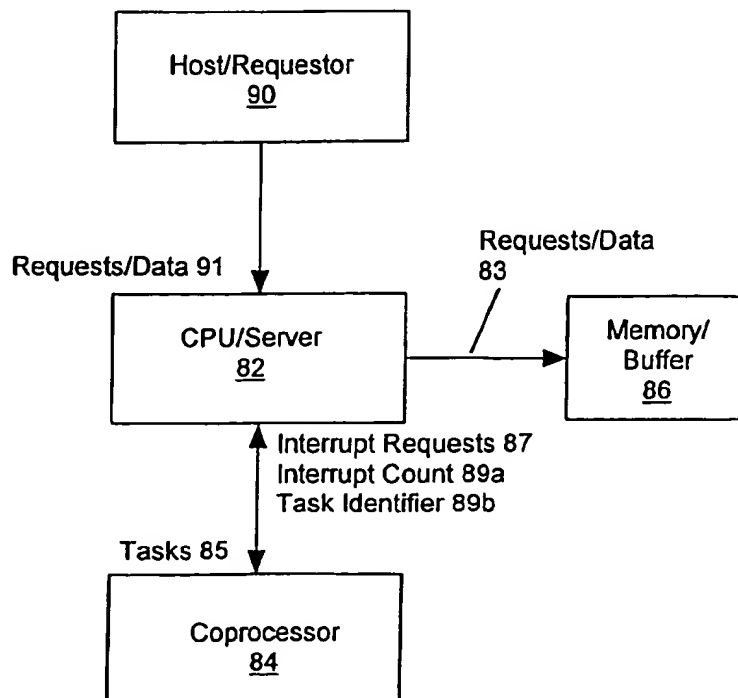 Host/Requestor
90
Requests/Data 91
Requests/Data
83
CPU/Server
82
Memory/
Buffer
86
Interrupt Requests 87
Interrupt Count 89a
Task Identifier 89b
Tasks 85
Coprocessor
84